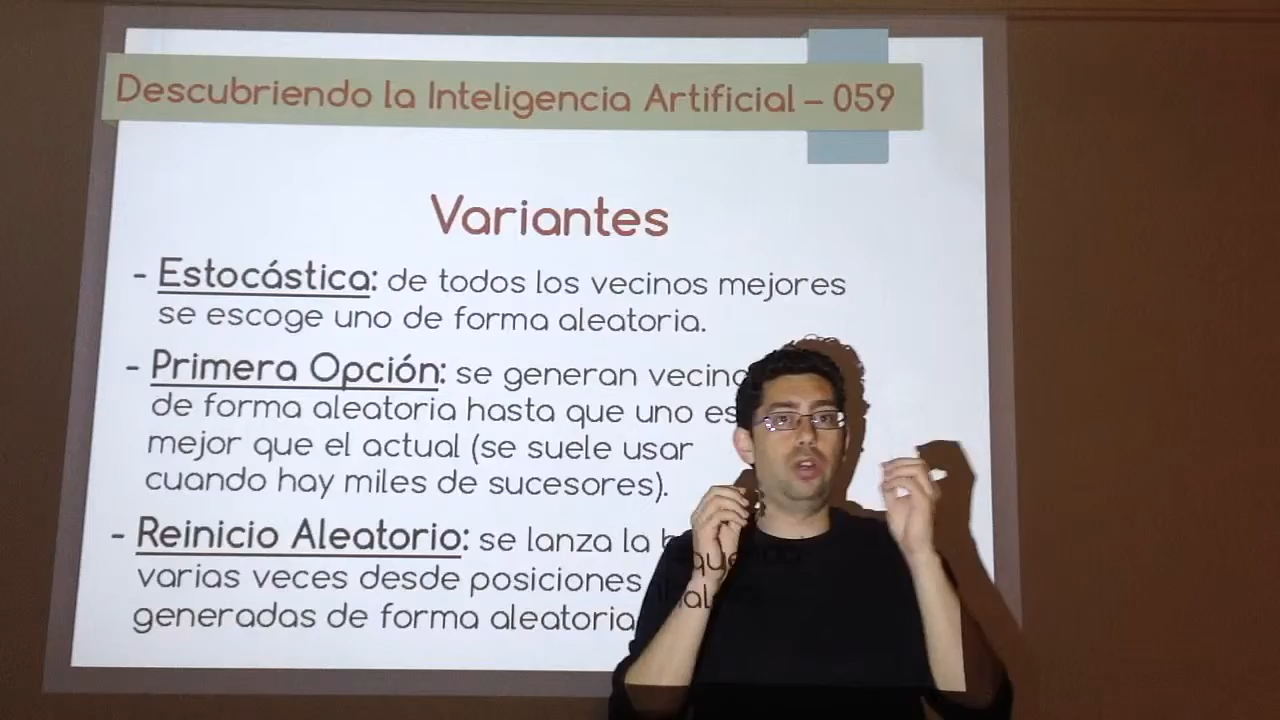 Descubriendo la Inteligencia Artificial – 059
Variantes
- Estocástica: de todos los vecinos mejores
se escoge uno de forma aleatoria.
- Primera Opción: se generan vecino
de forma aleatoria hasta que uno es
mejor que el actual (se suele usar
cuando hay miles de sucesores).
- Reinicio Aleatorio: se lanza la
varias veces desde posiciones
generadas de forma aleatoria